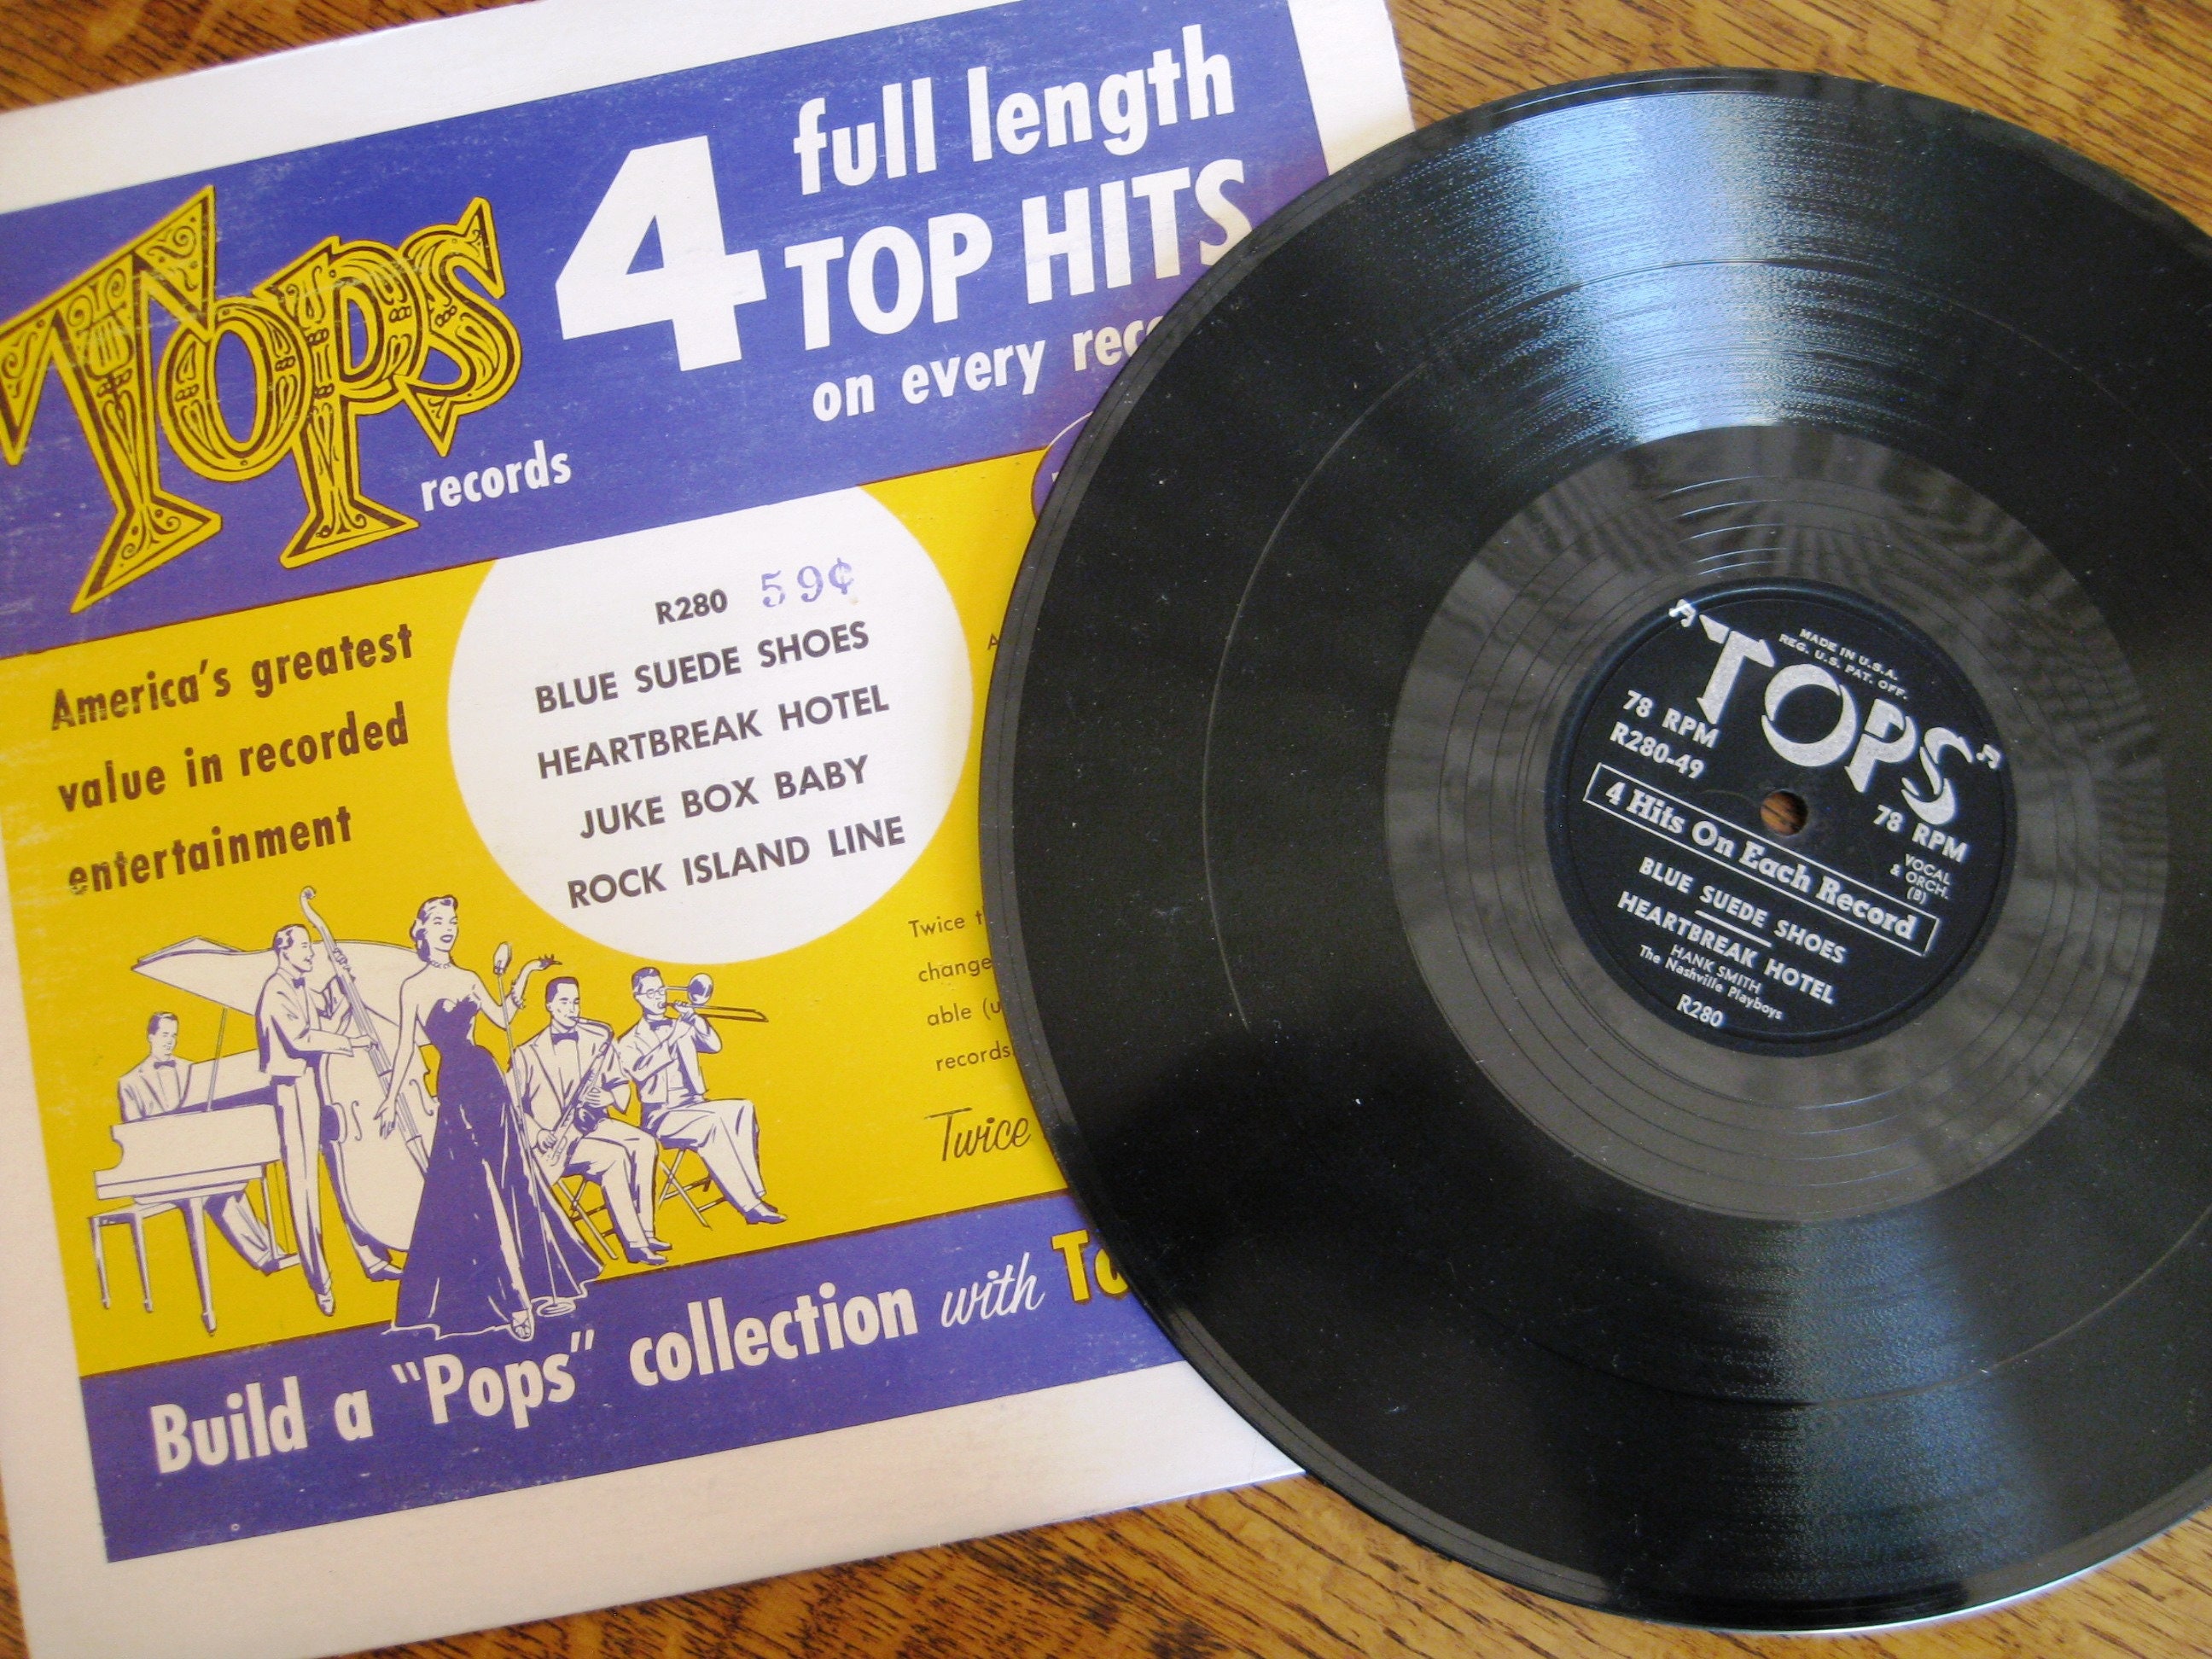 Tops
records
4
full length
TOP HITS
on every
America's greatest
value in recorded
entertainment
R280 59¢
BLUE SUEDE SHOES
HEARTBREAK HOTEL
JUKE BOX BABY
ROCK ISLAND LINE
Twice
change
able
records
Twice
Build a "Pops" collection with
MADE IN U.S.A.
REG. U.S. PAT. OFF.
"TOPS"
78 RPM
R280-49
78 RPM
VOCAL
& ORCH.
(B)
4 Hits On Each Record
BLUE SUEDE SHOES
HEARTBREAK HOTEL
HANK SMITH
The Nashville Playboys
R280